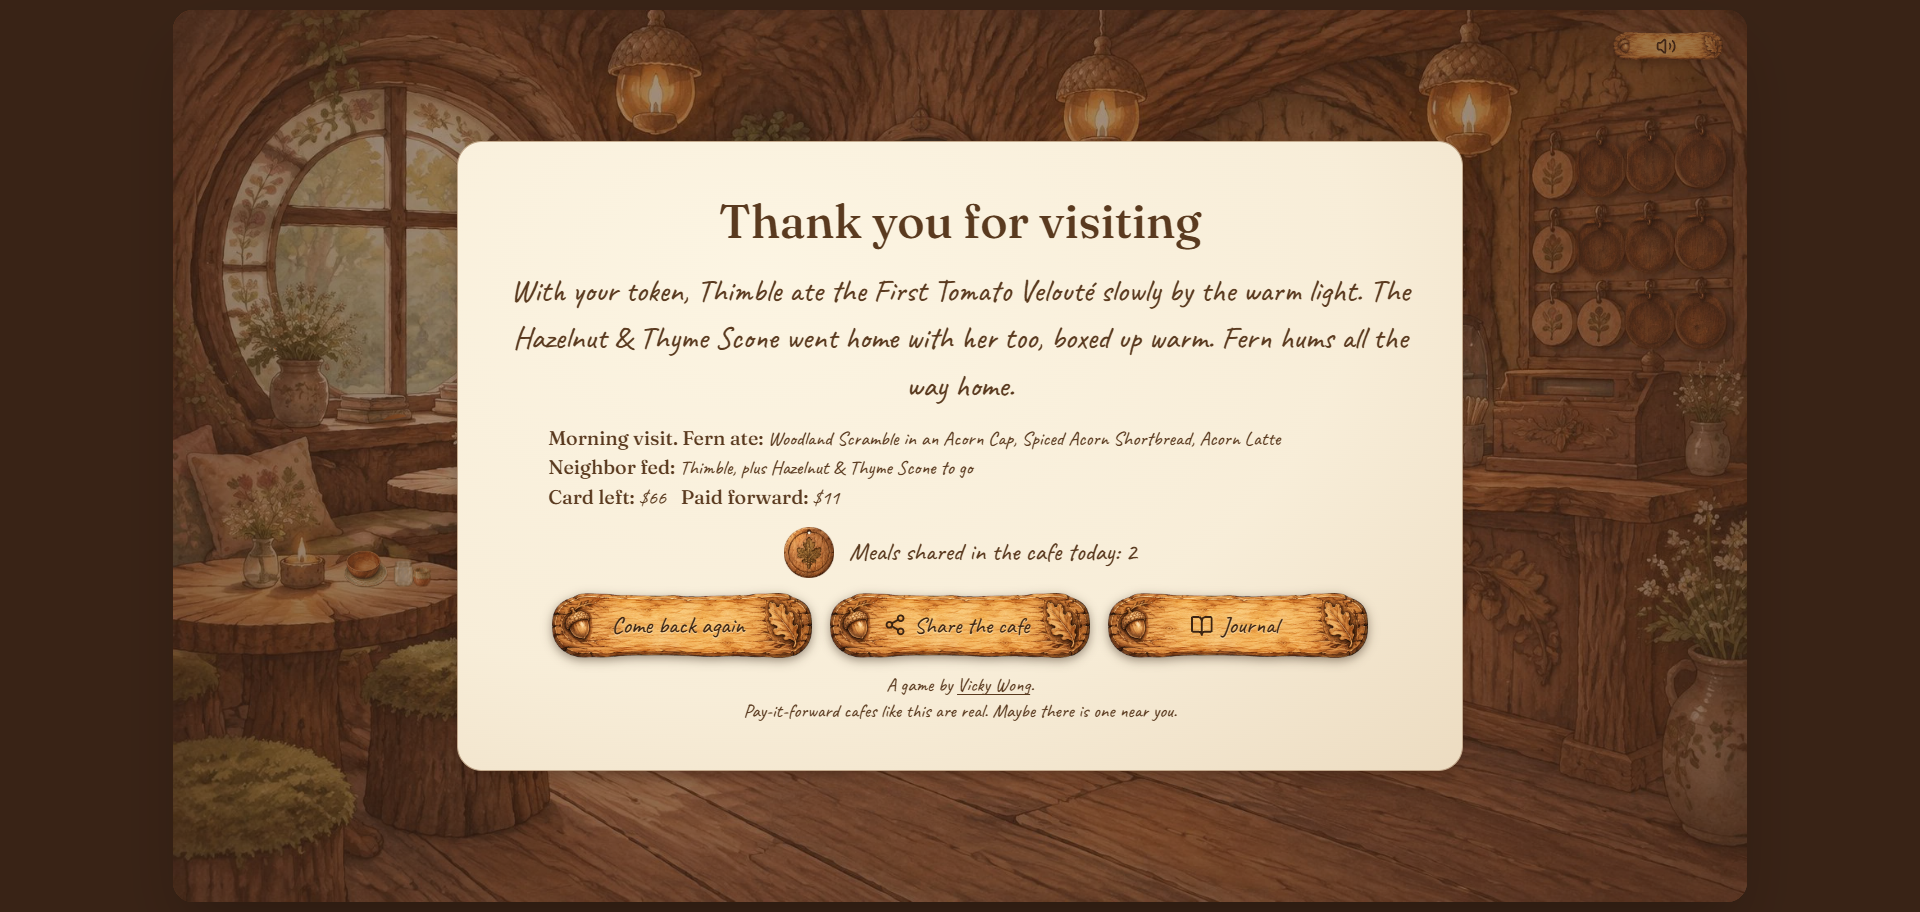 Thank you for visiting
With your token, Thimble ate the First Tomato Velouté slowly by the warm light. The
Hazelnut & Thyme Scone went home with her too, boxed up warm. Fern hums all the
way home.
Morning visit. Fern ate: Woodland Scramble in an Acorn Cap, Spiced Acorn Shortbread, Acorn Latte
Neighbor fed: Thimble, plus Hazelnut & Thyme Scone to go
Card left: $66 Paid forward: $11
Meals shared in the cafe today: 2
Come back again
Share the cafe
Journal
A game by Vicky Wong.
Pay-it-forward cafes like this are real. Maybe there is one near you.